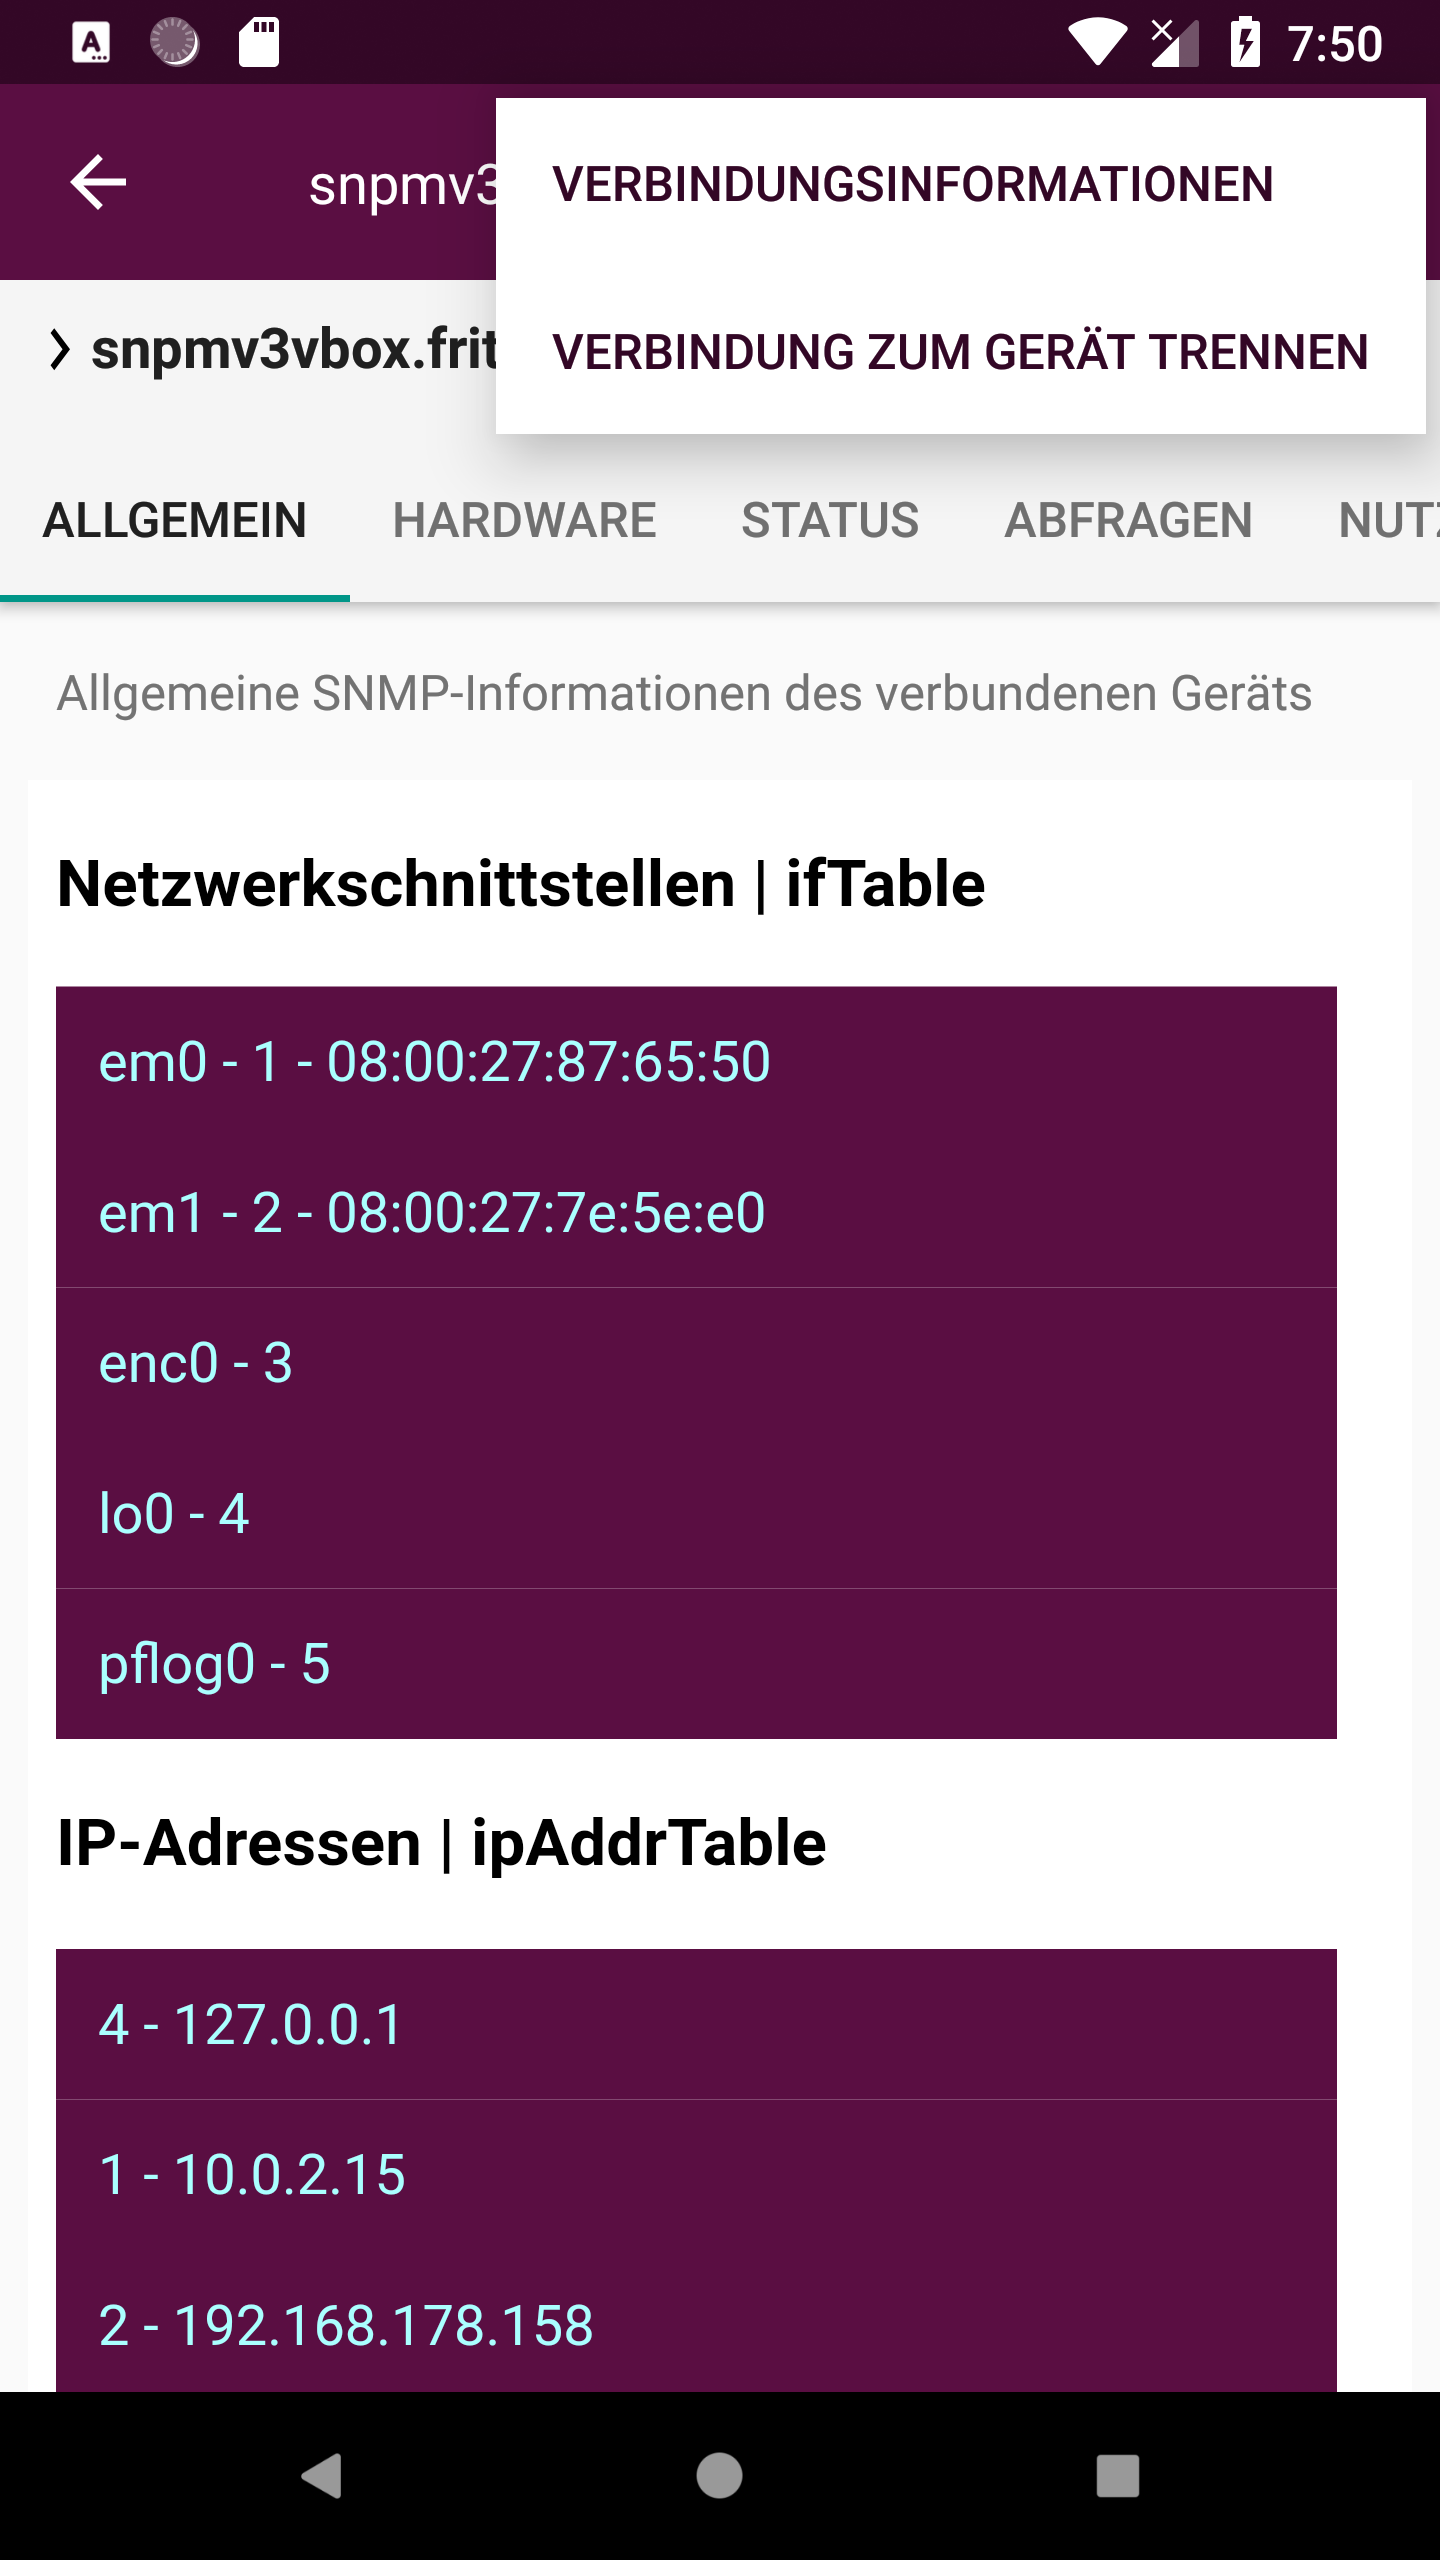 7:50
snpmv3
VERBINDUNGSINFORMATIONEN
VERBINDUNG ZUM GERÄT TRENNEN
snpmv3vbox.frit
ALLGEMEIN HARDWARE STATUS ABFRAGEN NUTZ
Allgemeine SNMP-Informationen des verbundenen Geräts
Netzwerkschnittstellen | ifTable
em0 - 1 - 08:00:27:87:65:50
em1 - 2 - 08:00:27:7e:5e:e0
enc0 - 3
lo0 - 4
pflog0 - 5
IP-Adressen | ipAddrTable
4 - 127.0.0.1
1 - 10.0.2.15
2 - 192.168.178.158